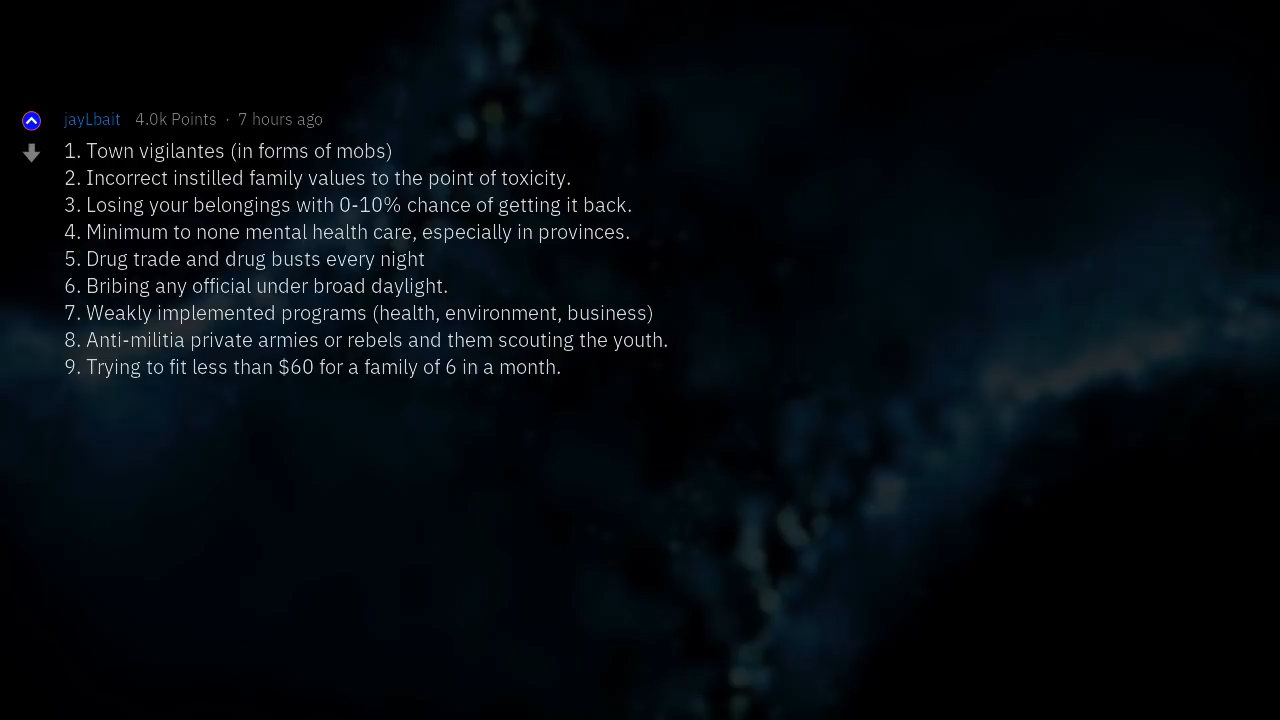 jayLbait 4.0k Points · 7 hours ago
1. Town vigilantes (in forms of mobs)
2. Incorrect instilled family values to the point of toxicity.
3. Losing your belongings with 0-10% chance of getting it back.
4. Minimum to none mental health care, especially in provinces.
5. Drug trade and drug busts every night
6. Bribing any official under broad daylight.
7. Weakly implemented programs (health, environment, business)
8. Anti-militia private armies or rebels and them scouting the youth.
9. Trying to fit less than $60 for a family of 6 in a month.